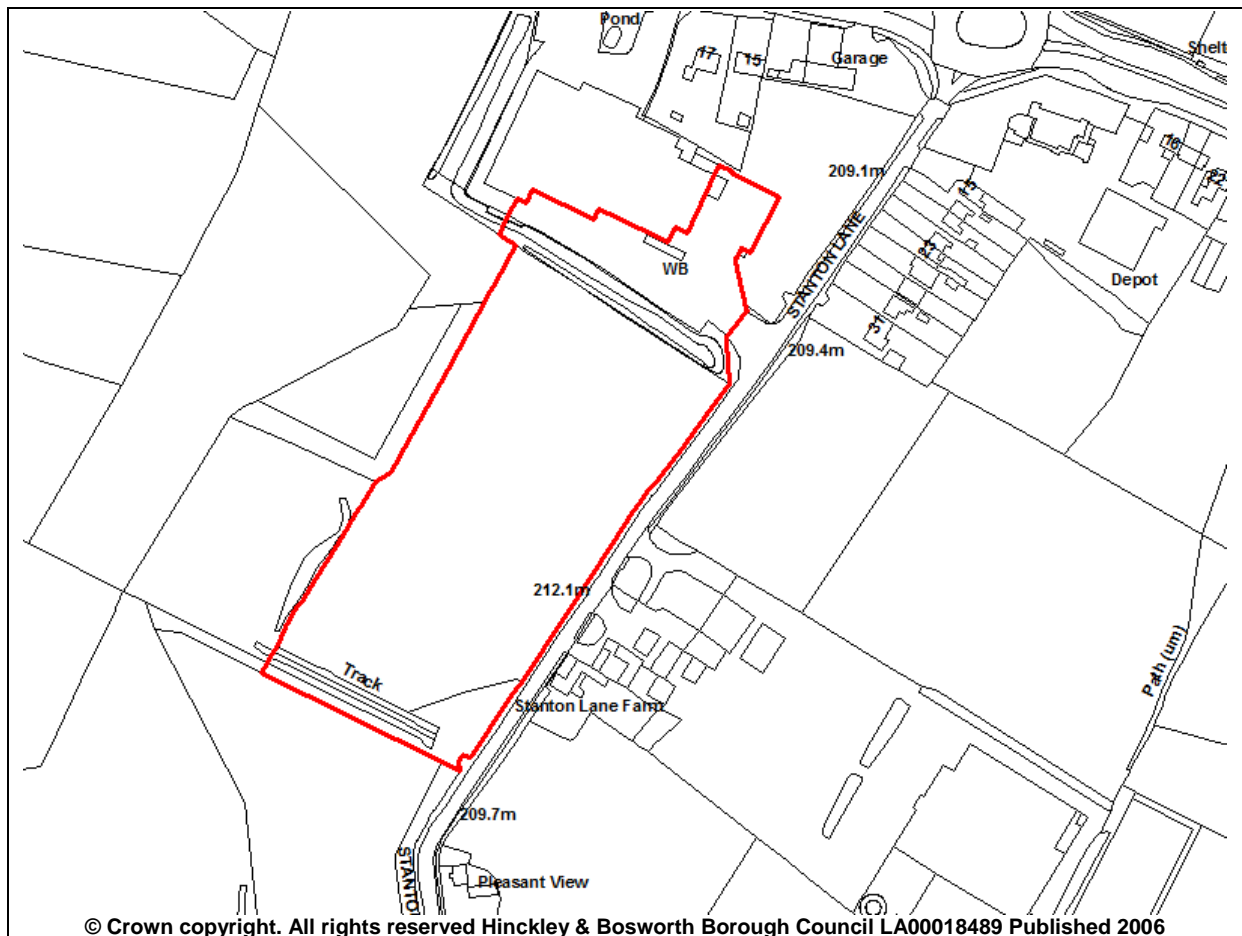 Pond
17
15
Garage
Shelt
209.1m
16
22
15
STANTON LANE
23
WB
Depot
31
209.4m
212.1m
Track
Stanton Lane Farm
Path (um)
209.7m
STANTO
Pleasant View
© Crown copyright. All rights reserved Hinckley & Bosworth Borough Council LA00018489 Published 2006